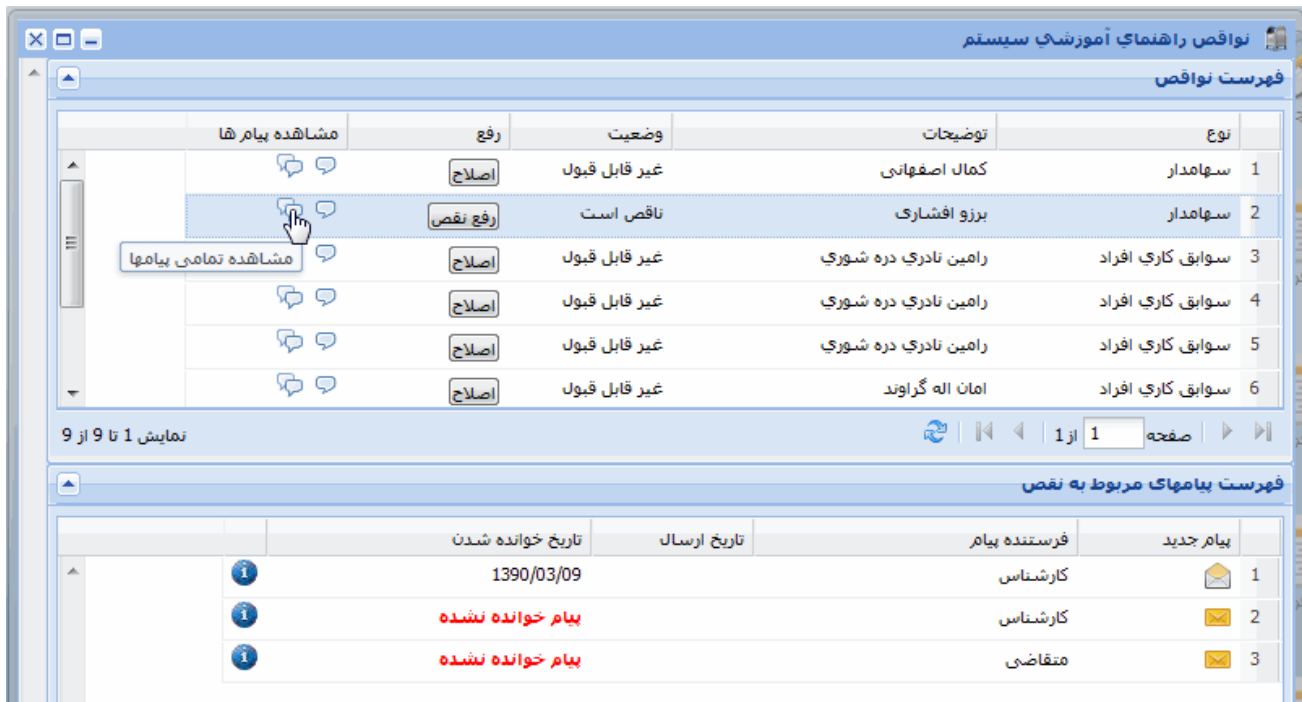 نواقص راهنماي آموزشي سيستم
فهرست نواقص
نوع توضیحات وضعیت رفع مشاهده پیام ها
1 سهامدار کمال اصفهانی غیر قابل قبول اصلاح
2 سهامدار برزو افشاری ناقص است رفع نقص
مشاهده تمامی پیامها
3 سوابق كاري افراد رامین نادري دره شوري غیر قابل قبول اصلاح
4 سوابق كاري افراد رامین نادري دره شوري غیر قابل قبول اصلاح
5 سوابق كاري افراد رامین نادري دره شوري غیر قابل قبول اصلاح
6 سوابق كاري افراد امان اله گراوند غیر قابل قبول اصلاح
صفحه 1 از 1 نمایش 1 تا 9 از 9
فهرست پیامهای مربوط به نقص
پیام جدید فرستنده پیام تاریخ ارسال تاریخ خوانده شدن
1 کارشناس 1390/03/09
2 کارشناس پیام خوانده نشده
3 متقاضی پیام خوانده نشده